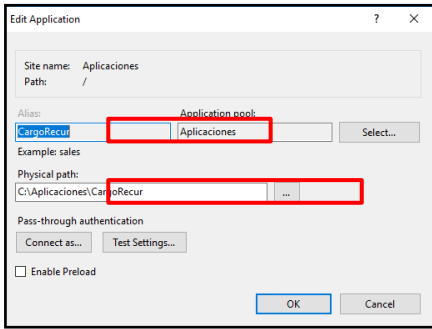 Edit Application ? ×
Site name: Aplicaciones
Path: /
Alias: Application pool:
CargoRecur Aplicaciones Select...
Example: sales
Physical path:
C:\Aplicaciones\CargoRecur ...
Pass-through authentication
Connect as... Test Settings...
Enable Preload
OK Cancel